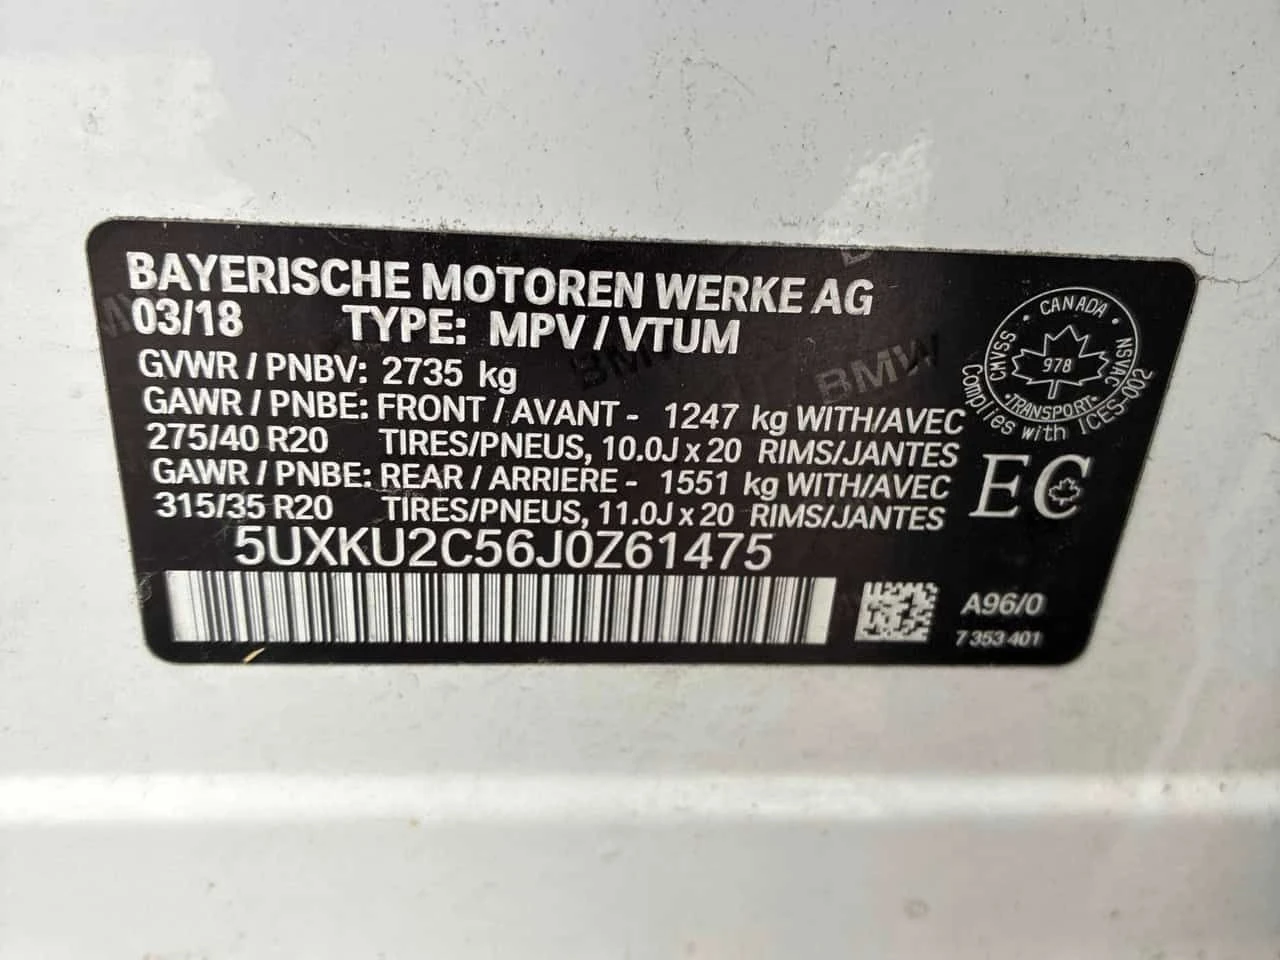 BAYERISCHE MOTOREN WERKE AG
03/18 TYPE: MPV / VTUM
GVWR / PNBV: 2735 kg
GAWR / PNBE: FRONT / AVANT - 1247 kg WITH/AVEC
275/40 R20 TIRES/PNEUS, 10.0J x 20 RIMS/JANTES
GAWR / PNBE: REAR / ARRIERE - 1551 kg WITH/AVEC
315/35 R20 TIRES/PNEUS, 11.0J x 20 RIMS/JANTES
5UXKU2C56J0Z61475
CANADA
CMVSS
NSVAC
978
TRANSPORT
Complies with ICES-002
EC
A96/0
7 353 401
BMW
BMW